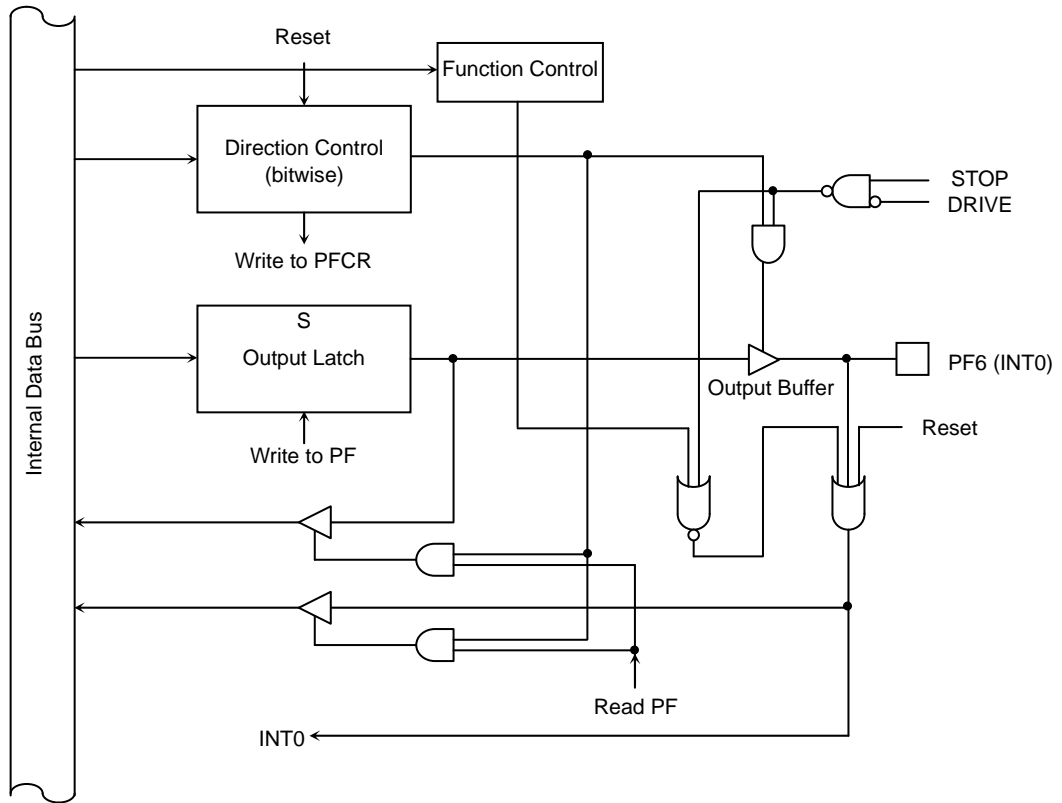 Reset
Function Control
Direction Control
(bitwise)
STOP
DRIVE
Write to PFCR
S
Output Latch
Output Buffer
PF6 (INT0)
Internal Data Bus
Reset
Write to PF
Read PF
INT0